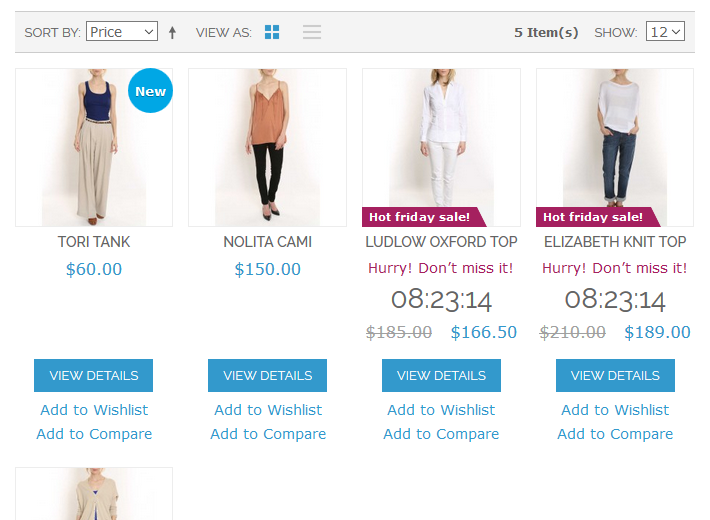 SORT BY: Price VIEW AS: 5 Item(s) SHOW: 12
New
Hot friday sale! Hot friday sale!
TORI TANK NOLITA CAMI LUDLOW OXFORD TOP ELIZABETH KNIT TOP
$60.00 $150.00 Hurry! Don’t miss it! Hurry! Don’t miss it!
08:23:14 08:23:14
$185.00 $166.50 $210.00 $189.00
VIEW DETAILS VIEW DETAILS VIEW DETAILS VIEW DETAILS
Add to Wishlist Add to Wishlist Add to Wishlist Add to Wishlist
Add to Compare Add to Compare Add to Compare Add to Compare